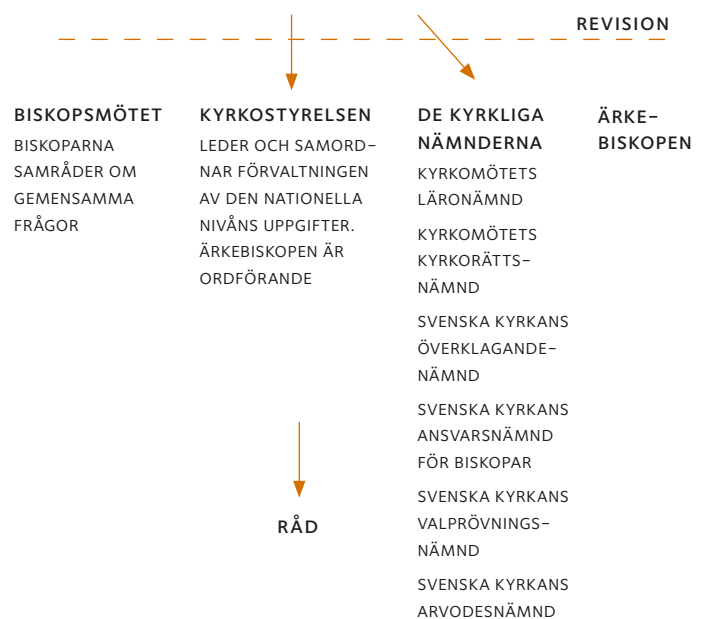 REVISION
BISKOPSMÖTET
BISKOPARNA
SAMRÅDER OM
GEMENSAMMA
FRÅGOR
KYRKOSTYRELSEN
LEDER OCH SAMORD–
NAR FÖRVALTNINGEN
AV DEN NATIONELLA
NIVÅNS UPPGIFTER.
ÄRKEBISKOPEN ÄR
ORDFÖRANDE
RÅD
DE KYRKLIGA
NÄMNDERNA
KYRKOMÖTETS
LÄRONÄMND
KYRKOMÖTETS
KYRKORÄTTS–
NÄMND
SVENSKA KYRKANS
ÖVERKLAGANDE–
NÄMND
SVENSKA KYRKANS
ANSVARSNÄMND
FÖR BISKOPAR
SVENSKA KYRKANS
VALPRÖVNINGS–
NÄMND
SVENSKA KYRKANS
ARVODESNÄMND
ÄRKE–
BISKOPEN